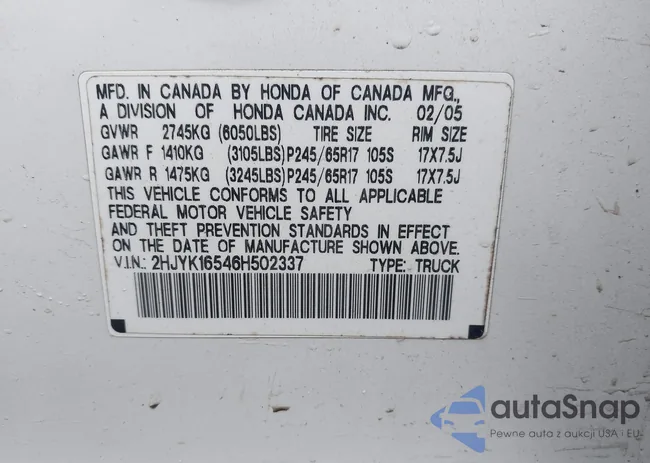 MFD. IN CANADA BY HONDA OF CANADA MFG.,
A DIVISION OF HONDA CANADA INC. 02/05
GVWR 2745KG (6050LBS) TIRE SIZE RIM SIZE
GAWR F 1410KG (3105LBS)P245/65R17 105S 17X7.5J
GAWR R 1475KG (3245LBS)P245/65R17 105S 17X7.5J
THIS VEHICLE CONFORMS TO ALL APPLICABLE
FEDERAL MOTOR VEHICLE SAFETY
AND THEFT PREVENTION STANDARDS IN EFFECT
ON THE DATE OF MANUFACTURE SHOWN ABOVE.
V.I.N.: 2HJYK16546H502337 TYPE: TRUCK
autaSnap
Pewne auta z aukcji USA i EU